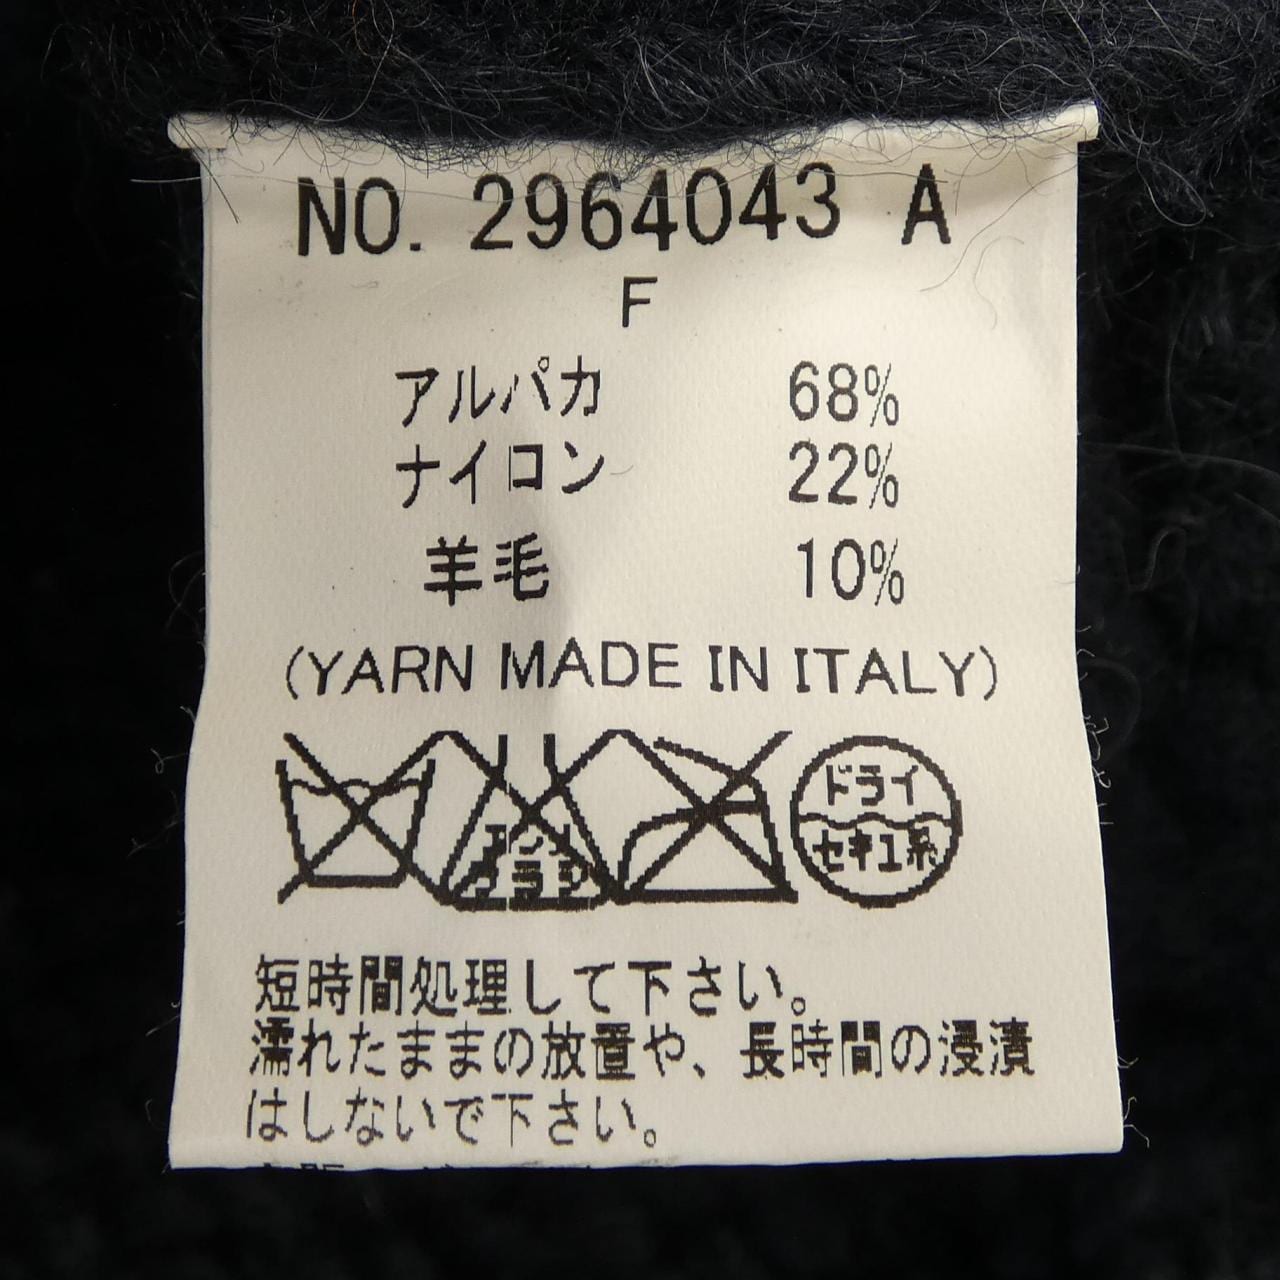 NO. 2964043 A
F
アルパカ 68%
ナイロン 22%
羊毛 10%
(YARN MADE IN ITALY)
ドライ
セキユ系
短時間処理して下さい。
濡れたままの放置や、長時間の浸漬
はしないで下さい。